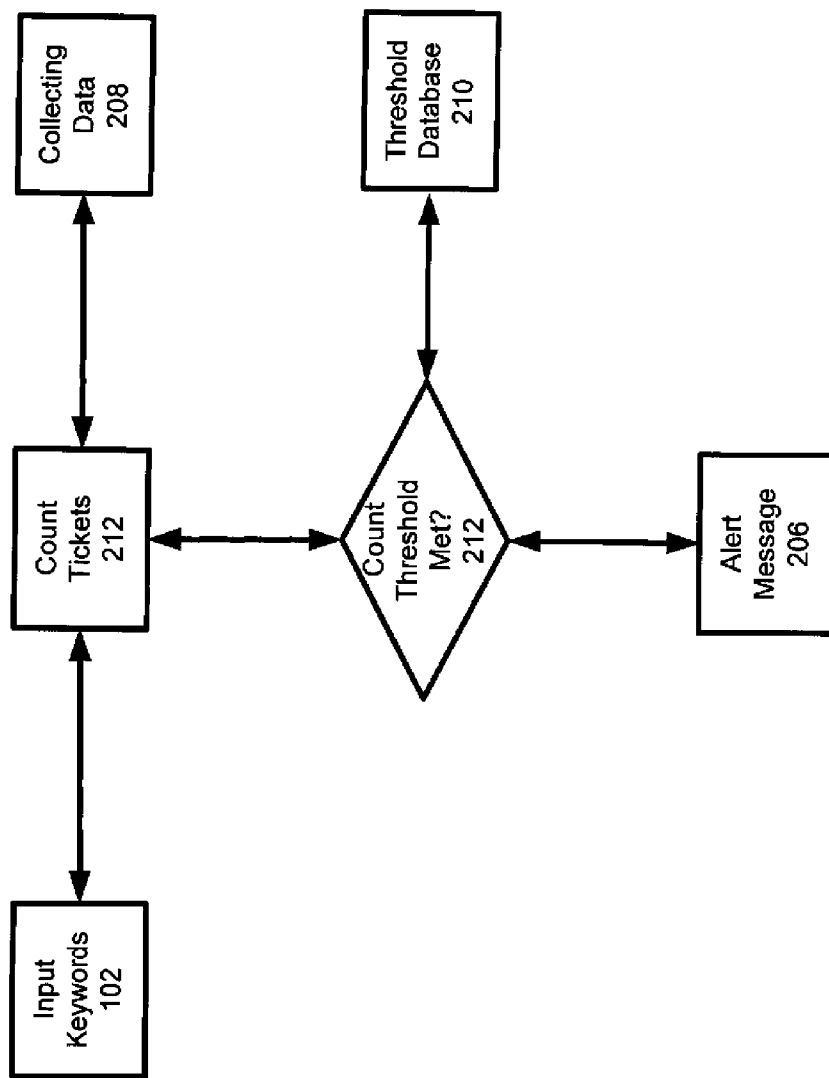 Input
Keywords
102
Count
Tickets
212
Collecting
Data
208
Count
Threshold
Met?
212
Threshold
Database
210
Alert
Message
206